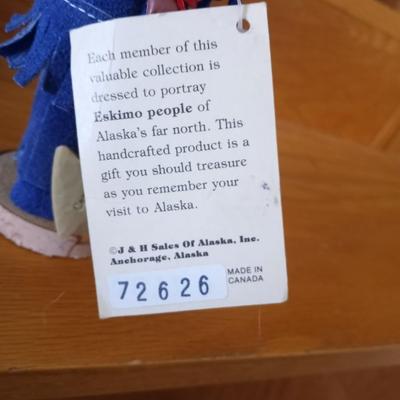 Each member of this
valuable collection is
dressed to portray
Eskimo people of
Alaska's far north. This
handcrafted product is a
gift you should treasure
as you remember your
visit to Alaska.
©J & H Sales Of Alaska, Inc.
Anchorage, Alaska
72626
MADE IN
CANADA